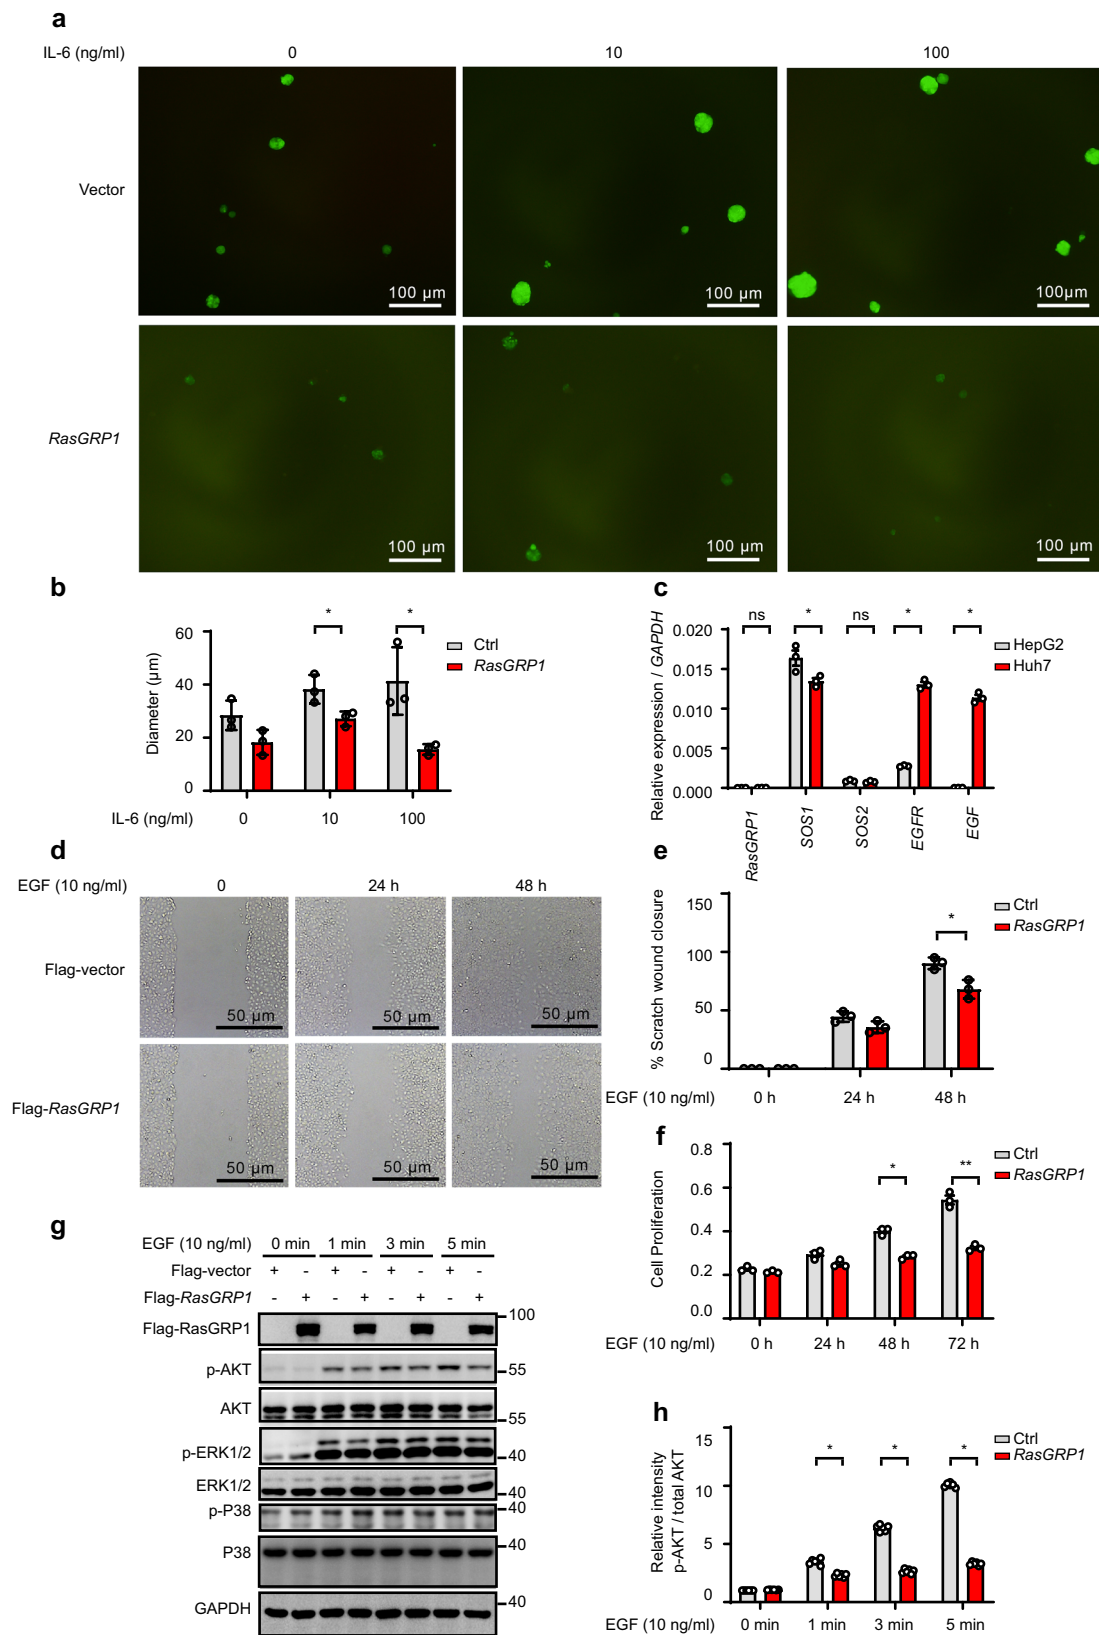 a
IL-6 (ng/ml) 0 10 100
Vector
100 µm 100 µm 100µm
RasGRP1
100 µm 100 µm 100 µm
b
Diameter (µm)
60
40
20
0
* *
Ctrl
RasGRP1
IL-6 (ng/ml) 0 10 100
c
Relative expression / GAPDH
0.020
0.015
0.010
0.005
0.000
ns * ns * *
HepG2
Huh7
RasGRP1 SOS1 SOS2 EGFR EGF
d
EGF (10 ng/ml) 0 24 h 48 h
Flag-vector
50 µm 50 µm 50 µm
Flag-RasGRP1
50 µm 50 µm 50 µm
e
% Scratch wound closure
150
100
50
0
*
Ctrl
RasGRP1
EGF (10 ng/ml) 0 h 24 h 48 h
f
Cell Proliferation
0.8
0.6
0.4
0.2
0.0
* **
Ctrl
RasGRP1
EGF (10 ng/ml) 0 h 24 h 48 h 72 h
g
EGF (10 ng/ml) 0 min 1 min 3 min 5 min
Flag-vector + - + - + - + -
Flag-RasGRP1 - + - + - + - +
100
Flag-RasGRP1
p-AKT 55
AKT
55
p-ERK1/2 40
ERK1/2
40
p-P38 40
P38 40
GAPDH 40
h
Relative intensity
p-AKT / total AKT
15
10
5
0
* * *
Ctrl
RasGRP1
EGF (10 ng/ml) 0 min 1 min 3 min 5 min